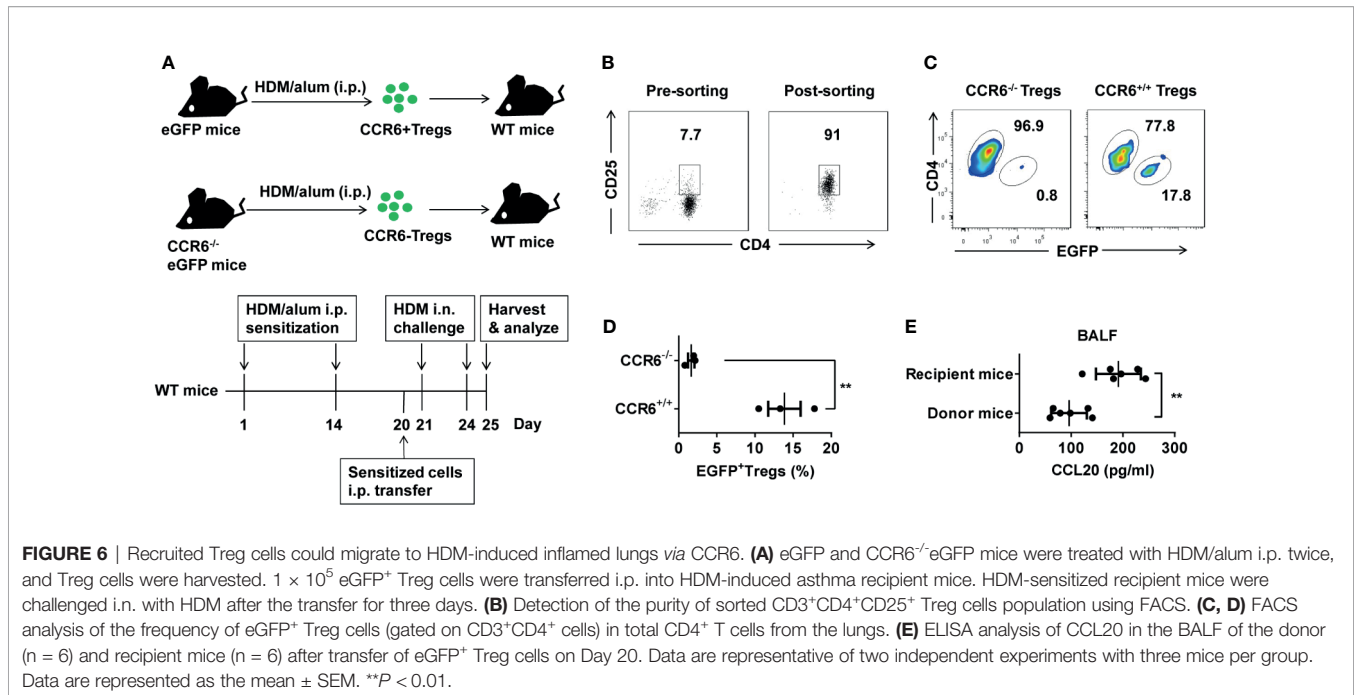 A
HDM/alum (i.p.)
eGFP mice
CCR6+Tregs
WT mice
HDM/alum (i.p.)
CCR6-/-
eGFP mice
CCR6-Tregs
WT mice
HDM/alum i.p.
sensitization
HDM i.n.
challenge
Harvest
& analyze
WT mice
1 14 20 21 24 25 Day
Sensitized cells
i.p. transfer
B
Pre-sorting Post-sorting
7.7 91
CD25
CD4
C
CCR6-/- Tregs CCR6+/+ Tregs
96.9 77.8
0.8 17.8
10⁵
10⁴
10³
0
0 10³ 10⁴ 10⁵
CD4
EGFP
D
CCR6-/-
CCR6+/+
**
0 5 10 15 20
EGFP+Tregs (%)
E
BALF
Recipient mice
Donor mice
**
0 100 200 300
CCL20 (pg/ml)
FIGURE 6 | Recruited Treg cells could migrate to HDM-induced inflamed lungs via CCR6. (A) eGFP and CCR6-/-eGFP mice were treated with HDM/alum i.p. twice,
and Treg cells were harvested. 1 × 10⁵ eGFP+ Treg cells were transferred i.p. into HDM-induced asthma recipient mice. HDM-sensitized recipient mice were
challenged i.n. with HDM after the transfer for three days. (B) Detection of the purity of sorted CD3+CD4+CD25+ Treg cells population using FACS. (C, D) FACS
analysis of the frequency of eGFP+ Treg cells (gated on CD3+CD4+ cells) in total CD4+ T cells from the lungs. (E) ELISA analysis of CCL20 in the BALF of the donor
(n = 6) and recipient mice (n = 6) after transfer of eGFP+ Treg cells on Day 20. Data are representative of two independent experiments with three mice per group.
Data are represented as the mean ± SEM. **P < 0.01.